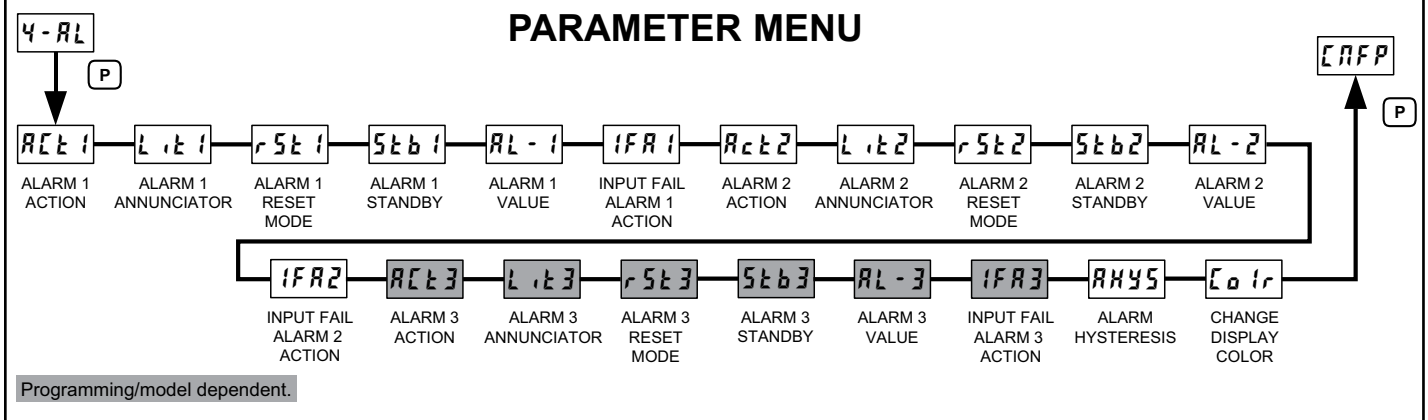 PARAMETER MENU
4-AL
P
CNFP
P
ACt1
Lit1
rSt1
Stb1
AL-1
IFA1
Act2
Lit2
rSt2
Stb2
AL-2
ALARM 1
ACTION
ALARM 1
ANNUNCIATOR
ALARM 1
RESET
MODE
ALARM 1
STANDBY
ALARM 1
VALUE
INPUT FAIL
ALARM 1
ACTION
ALARM 2
ACTION
ALARM 2
ANNUNCIATOR
ALARM 2
RESET
MODE
ALARM 2
STANDBY
ALARM 2
VALUE
IFA2
ACt3
Lit3
rSt3
Stb3
AL-3
IFA3
AHYS
Colr
INPUT FAIL
ALARM 2
ACTION
ALARM 3
ACTION
ALARM 3
ANNUNCIATOR
ALARM 3
RESET
MODE
ALARM 3
STANDBY
ALARM 3
VALUE
INPUT FAIL
ALARM 3
ACTION
ALARM
HYSTERESIS
CHANGE
DISPLAY
COLOR
Programming/model dependent.